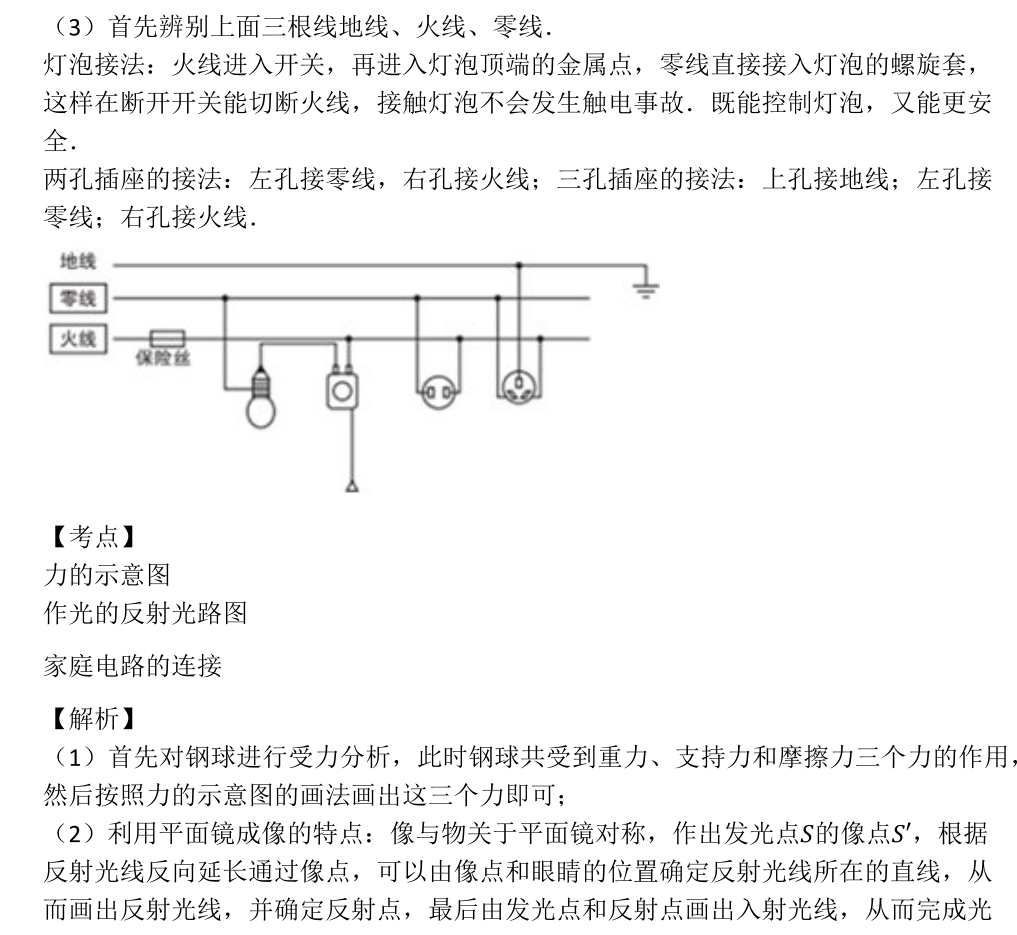 （3）首先辨别上面三根线地线、火线、零线．
灯泡接法：火线进入开关，再进入灯泡顶端的金属点，零线直接接入灯泡的螺旋套，
这样在断开开关能切断火线，接触灯泡不会发生触电事故．既能控制灯泡，又能更安
全．
两孔插座的接法：左孔接零线，右孔接火线；三孔插座的接法：上孔接地线；左孔接
零线；右孔接火线．
地线
零线
火线
保险丝
【考点】
力的示意图
作光的反射光路图
家庭电路的连接
【解析】
（1）首先对钢球进行受力分析，此时钢球共受到重力、支持力和摩擦力三个力的作用，
然后按照力的示意图的画法画出这三个力即可；
（2）利用平面镜成像的特点：像与物关于平面镜对称，作出发光点S的像点S′，根据
反射光线反向延长通过像点，可以由像点和眼睛的位置确定反射光线所在的直线，从
而画出反射光线，并确定反射点，最后由发光点和反射点画出入射光线，从而完成光